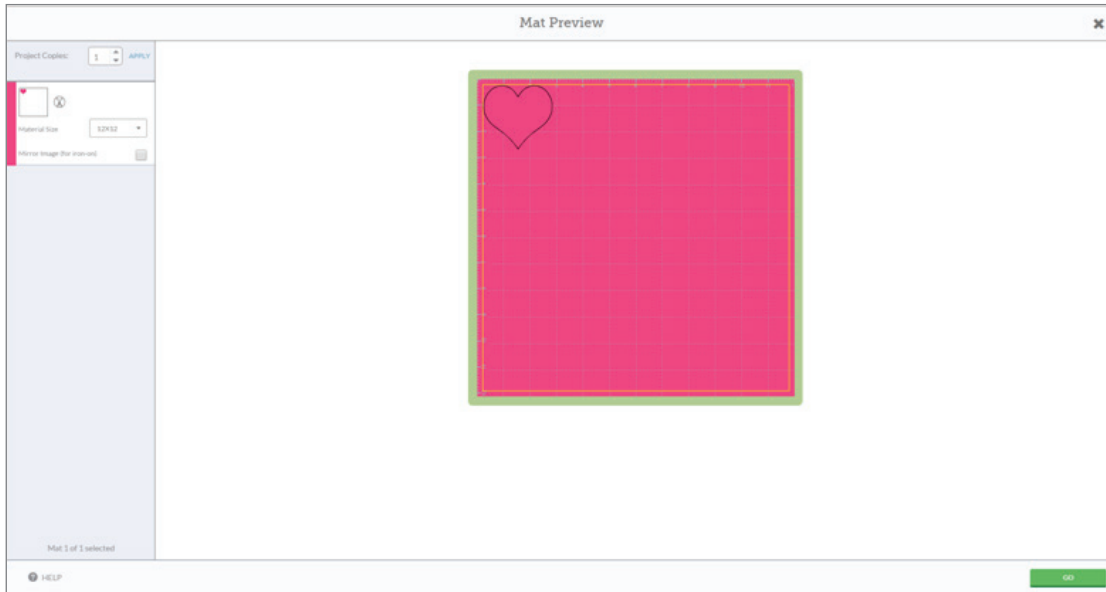 Mat Preview
Project Copies: 1 APPLY
Material Size 12X12
Mirror Image (for iron-on)
Mat 1 of 1 selected
? HELP
GO